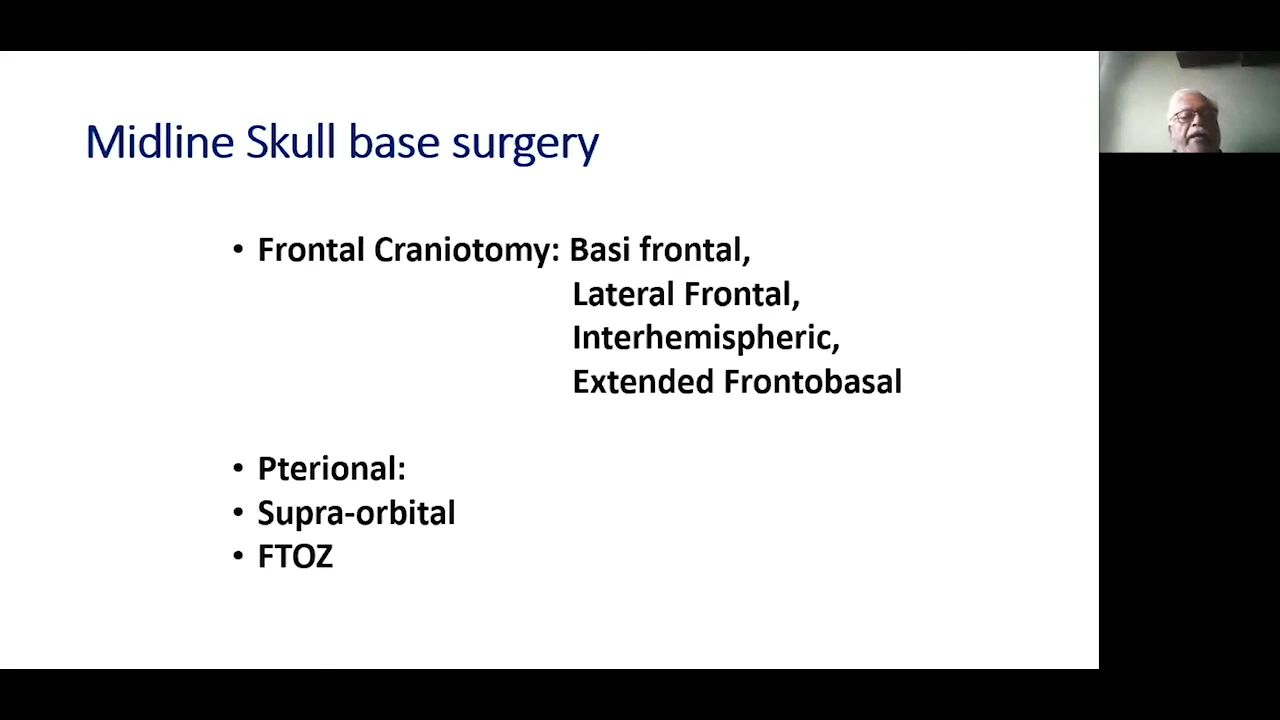 Midline Skull base surgery
• Frontal Craniotomy: Basi frontal,
Lateral Frontal,
Interhemispheric,
Extended Frontobasal
• Pterional:
• Supra-orbital
• FTOZ